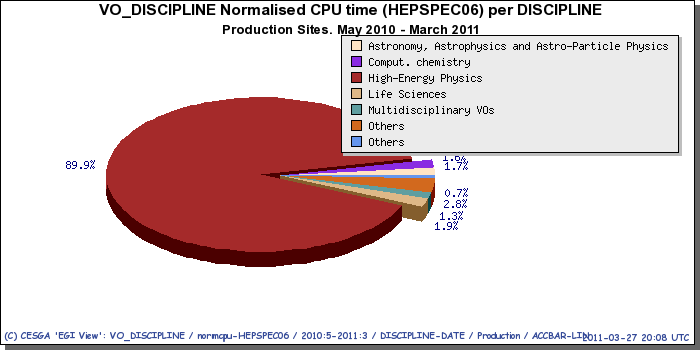 VO_DISCIPLINE Normalised CPU time (HEPSPEC06) per DISCIPLINE
Production Sites. May 2010 - March 2011
Astronomy, Astrophysics and Astro-Particle Physics
Comput. chemistry
High-Energy Physics
Life Sciences
Multidisciplinary VOs
Others
Others
89.9%
1.6%
1.7%
0.7%
2.8%
1.3%
1.9%
(C) CESGA 'EGI View': VO_DISCIPLINE / normcpu-HEPSPEC06 / 2010:5-2011:3 / DISCIPLINE-DATE / Production / ACCBAR-LIN
2011-03-27 20:08 UTC